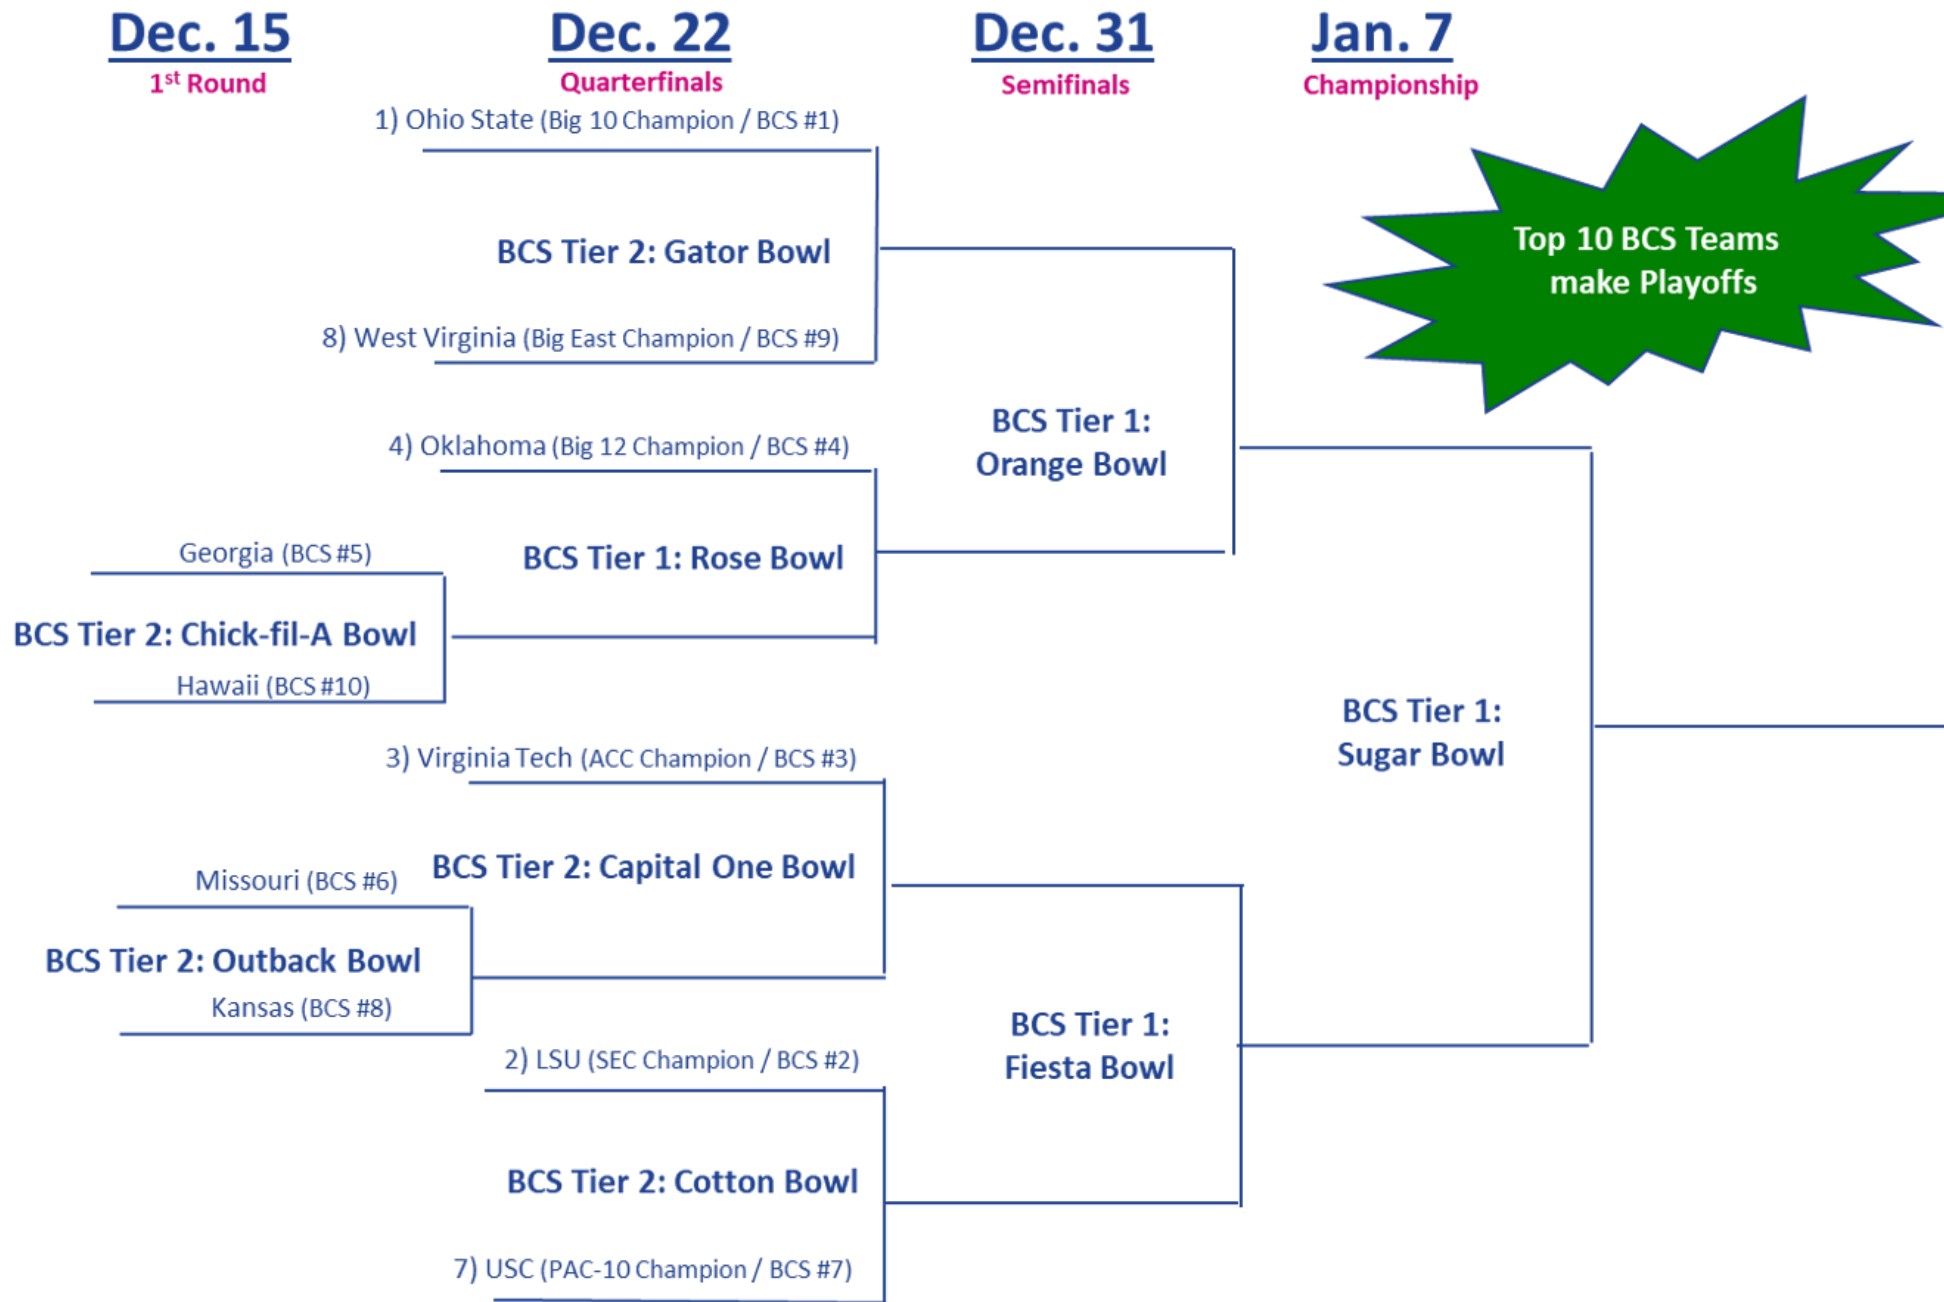 Dec. 15
1st Round
Dec. 22
Quarterfinals
Dec. 31
Semifinals
Jan. 7
Championship
1) Ohio State (Big 10 Champion / BCS #1)
BCS Tier 2: Gator Bowl
8) West Virginia (Big East Champion / BCS #9)
Top 10 BCS Teams
make Playoffs
BCS Tier 1:
Orange Bowl
4) Oklahoma (Big 12 Champion / BCS #4)
BCS Tier 1: Rose Bowl
Georgia (BCS #5)
BCS Tier 2: Chick-fil-A Bowl
Hawaii (BCS #10)
BCS Tier 1:
Sugar Bowl
3) Virginia Tech (ACC Champion / BCS #3)
BCS Tier 2: Capital One Bowl
Missouri (BCS #6)
BCS Tier 2: Outback Bowl
Kansas (BCS #8)
BCS Tier 1:
Fiesta Bowl
2) LSU (SEC Champion / BCS #2)
BCS Tier 2: Cotton Bowl
7) USC (PAC-10 Champion / BCS #7)